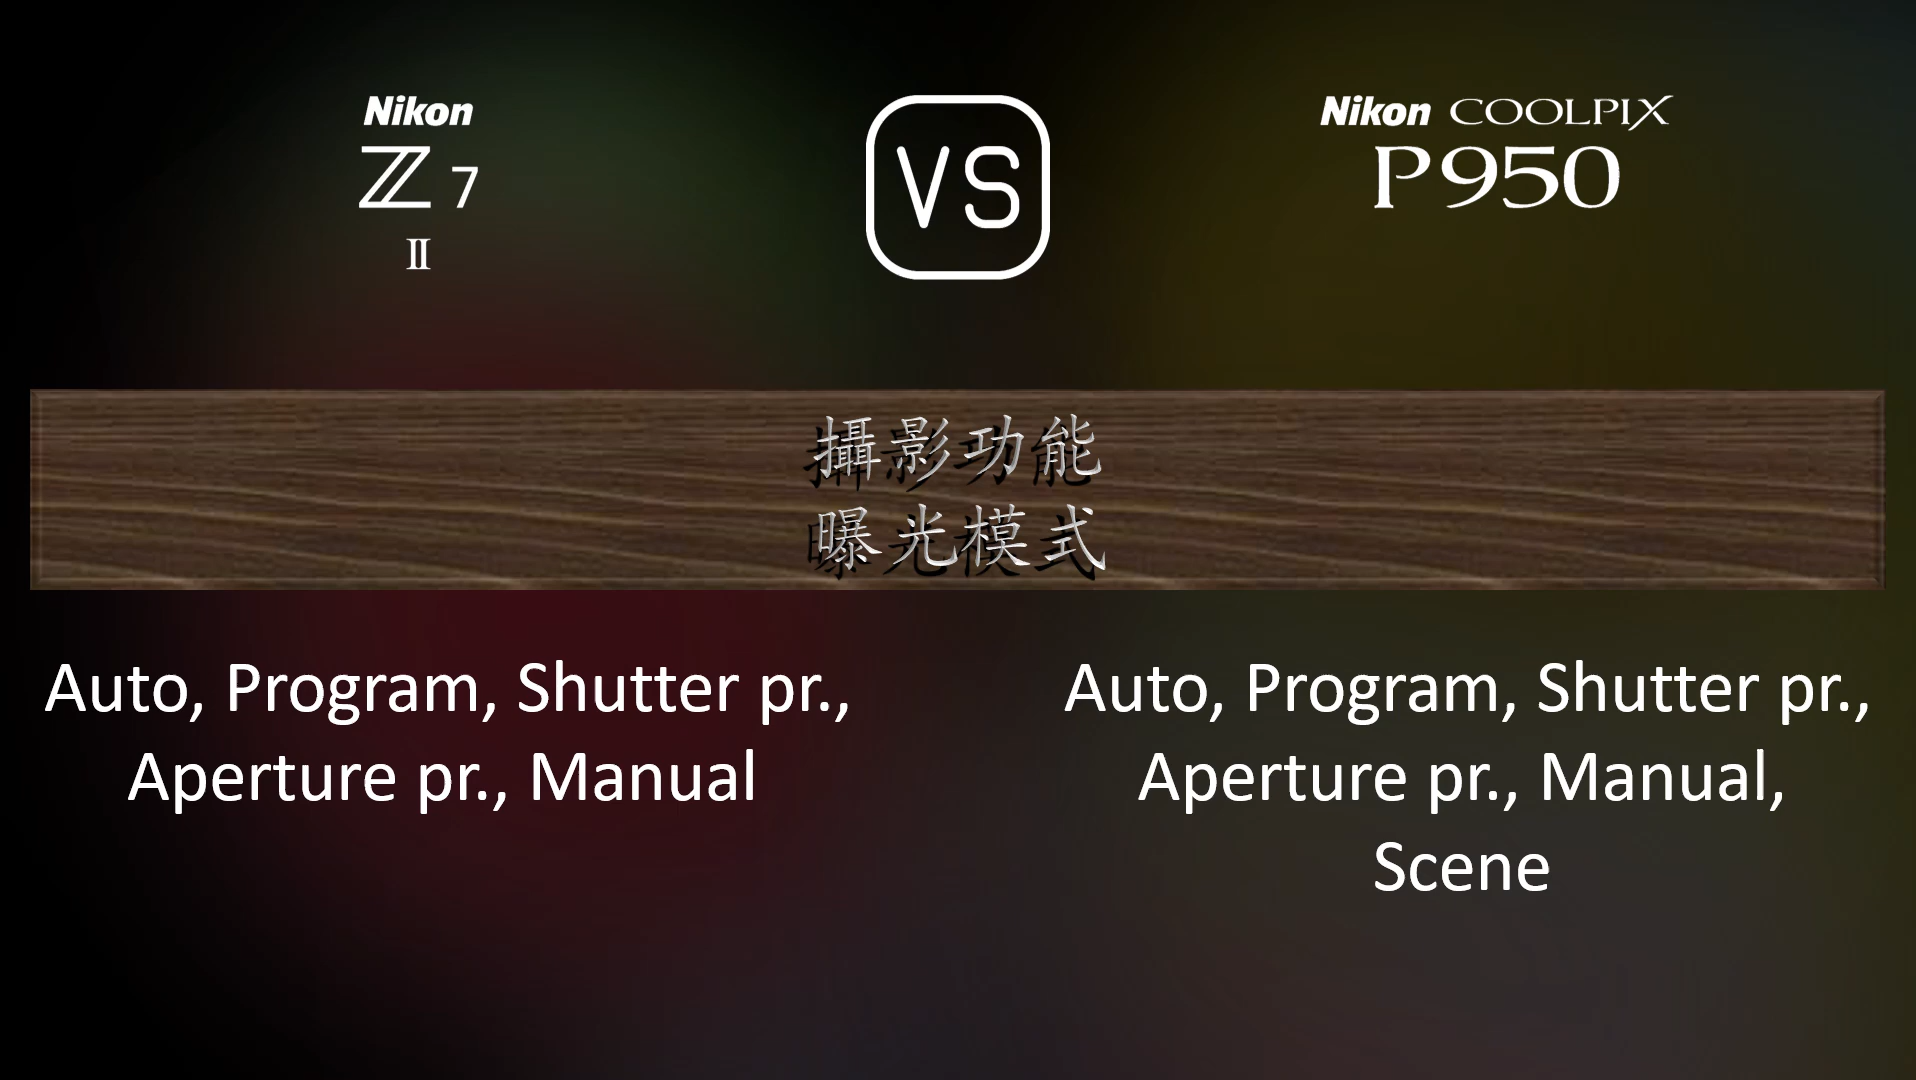 Nikon
Z 7
II
VS
Nikon COOLPIX
P950
攝影功能
曝光模式
Auto, Program, Shutter pr.,
Aperture pr., Manual
Auto, Program, Shutter pr.,
Aperture pr., Manual,
Scene